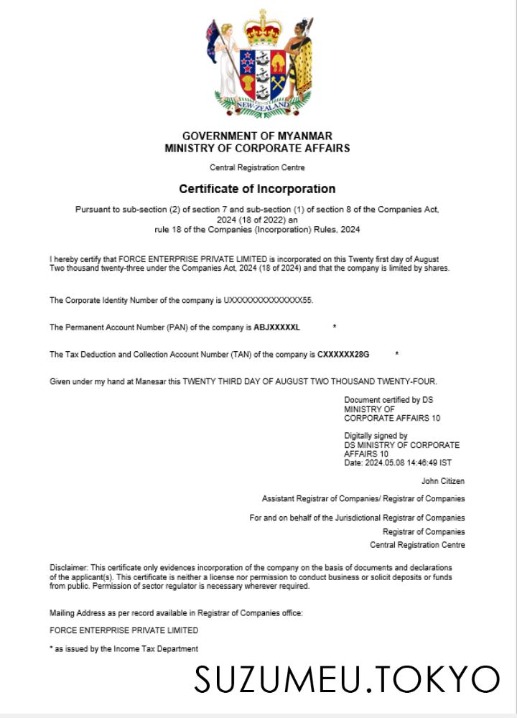 NEW·ZEALAND
GOVERNMENT OF MYANMAR
MINISTRY OF CORPORATE AFFAIRS
Central Registration Centre
Certificate of Incorporation
Pursuant to sub-section (2) of section 7 and sub-section (1) of section 8 of the Companies Act,
2024 (18 of 2022) an
rule 18 of the Companies (Incorporation) Rules, 2024
I hereby certify that FORCE ENTERPRISE PRIVATE LIMITED is incorporated on this Twenty first day of August
Two thousand twenty-three under the Companies Act, 2024 (18 of 2024) and that the company is limited by shares.
The Corporate Identity Number of the company is UXXXXXXXXXXXXXXX55.
The Permanent Account Number (PAN) of the company is ABJXXXXXL *
The Tax Deduction and Collection Account Number (TAN) of the company is CXXXXXX28G *
Given under my hand at Manesar this TWENTY THIRD DAY OF AUGUST TWO THOUSAND TWENTY-FOUR.
Document certified by DS
MINISTRY OF
CORPORATE AFFAIRS 10
Digitally signed by
DS MINISTRY OF CORPORATE
AFFAIRS 10
Date: 2024.05.08 14:46:49 IST
John Citizen
Assistant Registrar of Companies/ Registrar of Companies
For and on behalf of the Jurisdictional Registrar of Companies
Registrar of Companies
Central Registration Centre
Disclaimer: This certificate only evidences incorporation of the company on the basis of documents and declarations
of the applicant(s). This certificate is neither a license nor permission to conduct business or solicit deposits or funds
from public. Permission of sector regulator is necessary wherever required.
Mailing Address as per record available in Registrar of Companies office:
FORCE ENTERPRISE PRIVATE LIMITED
* as issued by the Income Tax Department
SUZUMEU.TOKYO